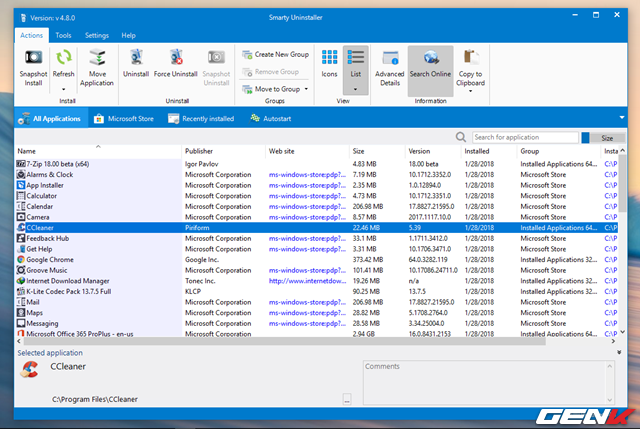 Version: v 4.8.0
Smarty Uninstaller
Actions Tools Settings Help
Snapshot Install
Refresh
Move Application
Install
Uninstall
Force Uninstall
Snapshot Uninstall
Uninstall
Create New Group
Remove Group
Move to Group
Groups
Icons
List
View
Advanced Details
Search Online
Copy to Clipboard
Information
All Applications Microsoft Store Recently installed Autostart
Search for application Size
Name Publisher Web site Size Version Installed Group Insta
7-Zip 18.00 beta (x64) Igor Pavlov 4.83 MB 18.00 beta 1/28/2018 Installed Applications 64... C:\P
Alarms & Clock Microsoft Corporation ms-windows-store:pdp?... 7.19 MB 10.1712.3352.0 1/28/2018 Microsoft Store C:\P
App Installer Microsoft Corporation ms-windows-store:pdp?... 2.35 MB 1.0.12894.0 1/28/2018 Microsoft Store C:\P
Calculator Microsoft Corporation ms-windows-store:pdp?... 4.73 MB 10.1712.3351.0 1/28/2018 Microsoft Store C:\P
Calendar Microsoft Corporation ms-windows-store:pdp?... 206.98 MB 17.8827.21595.0 1/28/2018 Microsoft Store C:\P
Camera Microsoft Corporation ms-windows-store:pdp?... 8.57 MB 2017.1117.10.0 1/28/2018 Microsoft Store C:\P
CCleaner Piriform 22.46 MB 5.39 1/28/2018 Installed Applications 64... C:\P
Feedback Hub Microsoft Corporation ms-windows-store:pdp?... 33.1 MB 1.1711.3412.0 1/28/2018 Microsoft Store C:\P
Get Help Microsoft Corporation ms-windows-store:pdp?... 3.31 MB 10.1706.3471.0 1/28/2018 Microsoft Store C:\P
Google Chrome Google Inc. 373.42 MB 64.0.3282.119 1/28/2018 Installed Applications 32... C:\P
Groove Music Microsoft Corporation ms-windows-store:pdp?... 101.41 MB 10.17086.24711.0 1/28/2018 Microsoft Store C:\P
Internet Download Manager Tonec Inc. http://www.internetdow... 19.26 MB n/a 1/28/2018 Installed Applications 32... C:\P
K-Lite Codec Pack 13.7.5 Full KLCP 90.25 MB 13.7.5 1/28/2018 Installed Applications 32... C:\P
Mail Microsoft Corporation ms-windows-store:pdp?... 206.98 MB 17.8827.21595.0 1/28/2018 Microsoft Store C:\P
Maps Microsoft Corporation ms-windows-store:pdp?... 28.82 MB 5.1708.2764.0 1/28/2018 Microsoft Store C:\P
Messaging Microsoft Corporation ms-windows-store:pdp?... 28.58 MB 3.34.25004.0 1/28/2018 Microsoft Store C:\P
Microsoft Office 365 ProPlus - en-us Microsoft Corporation 2.94 GB 16.0.8431.2153 1/28/2018 Installed Applications 64... C:\P
Selected application
CCleaner
Comments
C:\Program Files\CCleaner ...
GENK